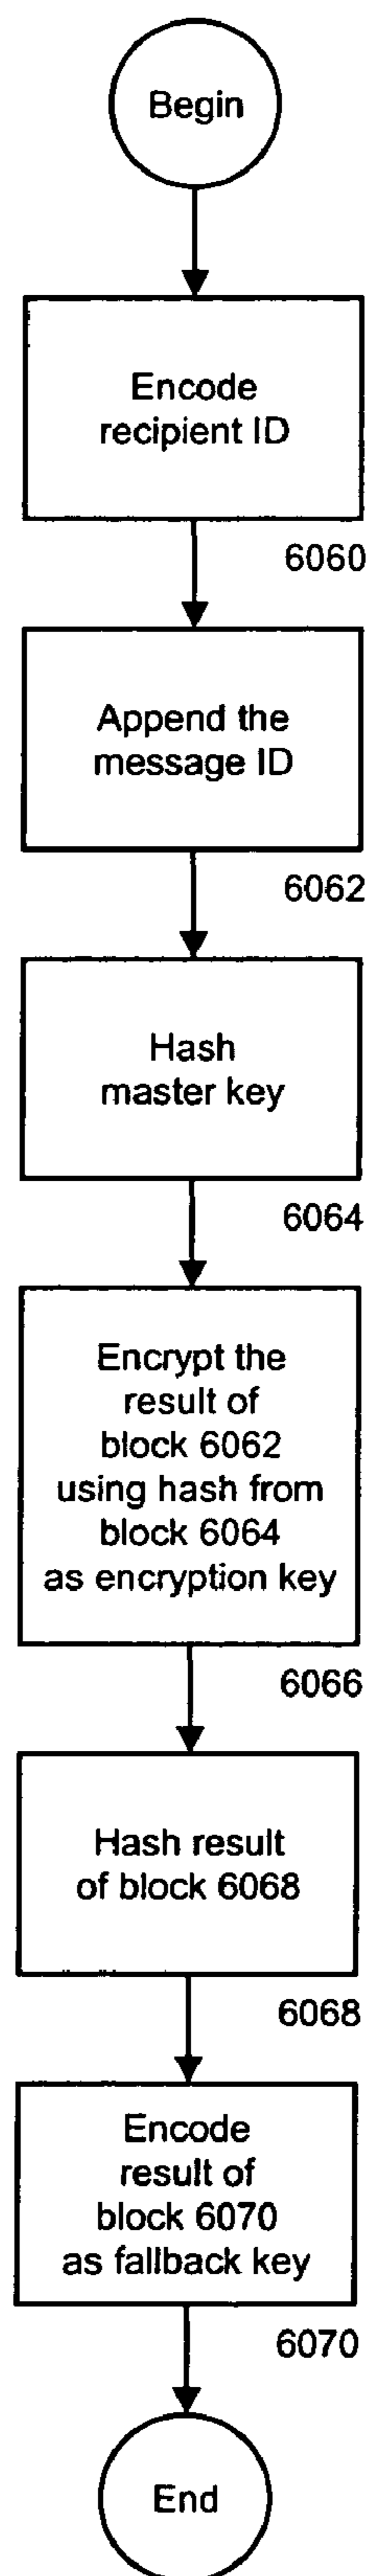 Begin
Encode
recipient ID
6060
Append the
message ID
6062
Hash
master key
6064
Encrypt the
result of
block 6062
using hash from
block 6064
as encryption key
6066
Hash result
of block 6068
6068
Encode
result of
block 6070
as fallback key
6070
End